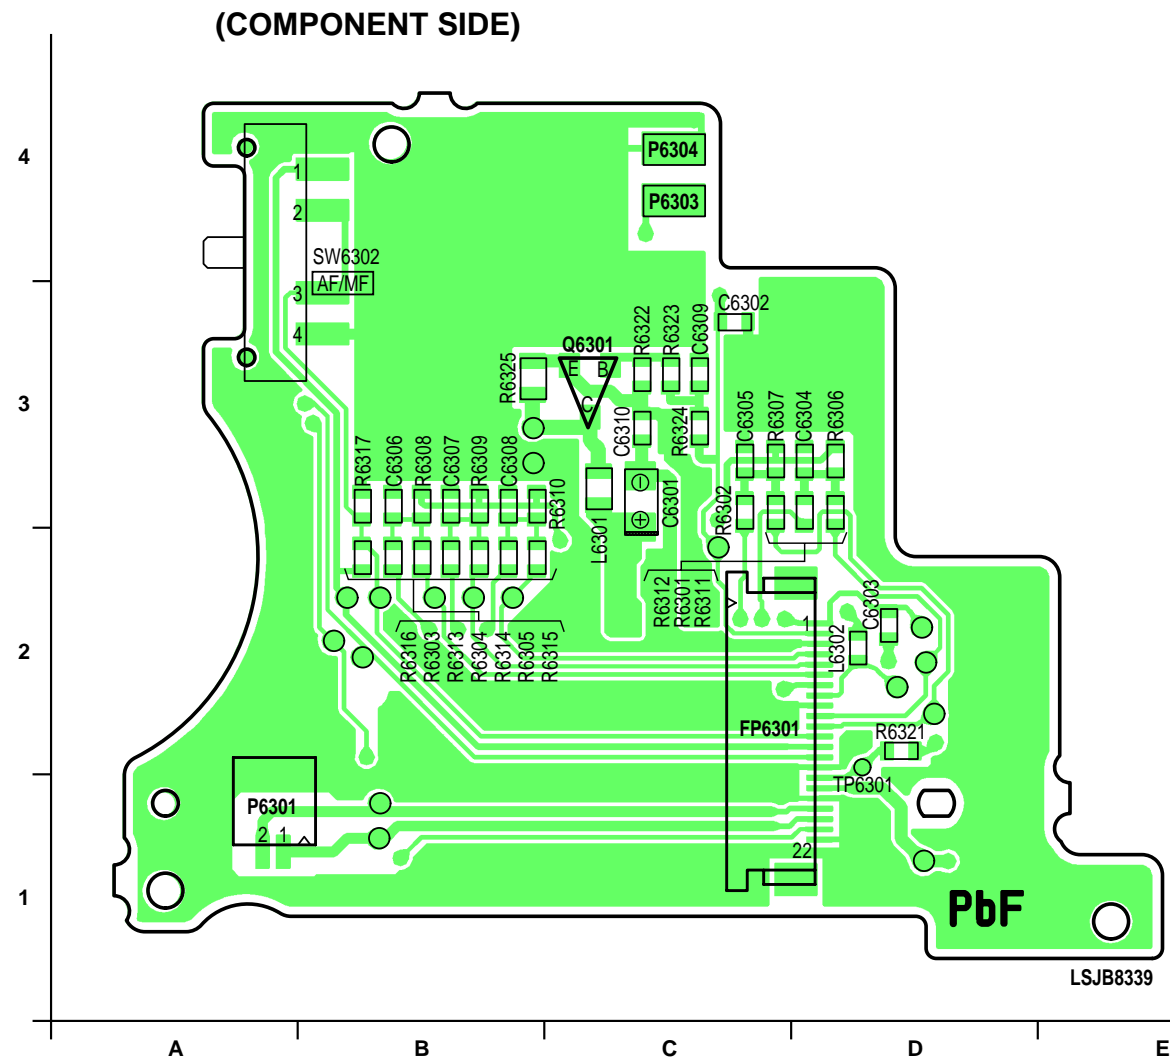 (COMPONENT SIDE)
4
3
2
1
A
B
C
D
E
P6304
P6303
1
2
3
4
SW6302
AF/MF
C6302
R6322
R6323
C6309
Q6301
E
B
C
R6325
C6310
R6324
C6305
R6307
C6304
R6306
R6317
C6306
R6308
C6307
R6309
C6308
R6310
L6301
C6301
R6302
R6312
R6301
R6311
R6316
R6303
R6313
R6304
R6314
R6305
R6315
1
L6302
C6303
FP6301
R6321
TP6301
P6301
2
1
22
PbF
LSJB8339